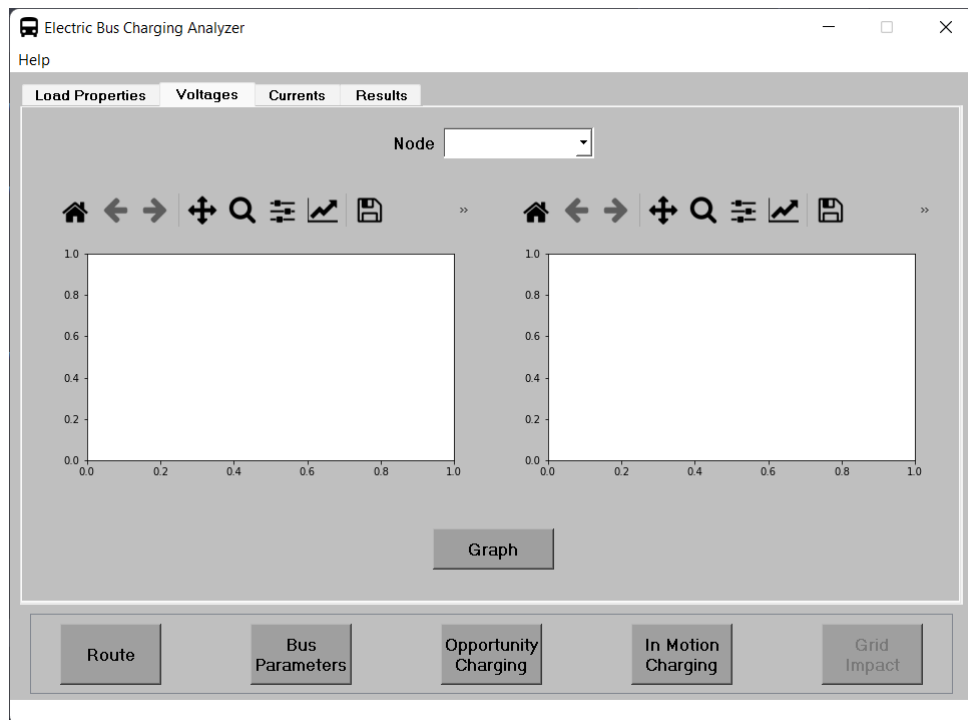 Electric Bus Charging Analyzer
Help
Load Properties Voltages Currents Results
Node
» »
1.0 1.0
0.8 0.8
0.6 0.6
0.4 0.4
0.2 0.2
0.0 0.0
0.0 0.2 0.4 0.6 0.8 1.0 0.0 0.2 0.4 0.6 0.8 1.0
Graph
Route
Bus
Parameters
Opportunity
Charging
In Motion
Charging
Grid
Impact